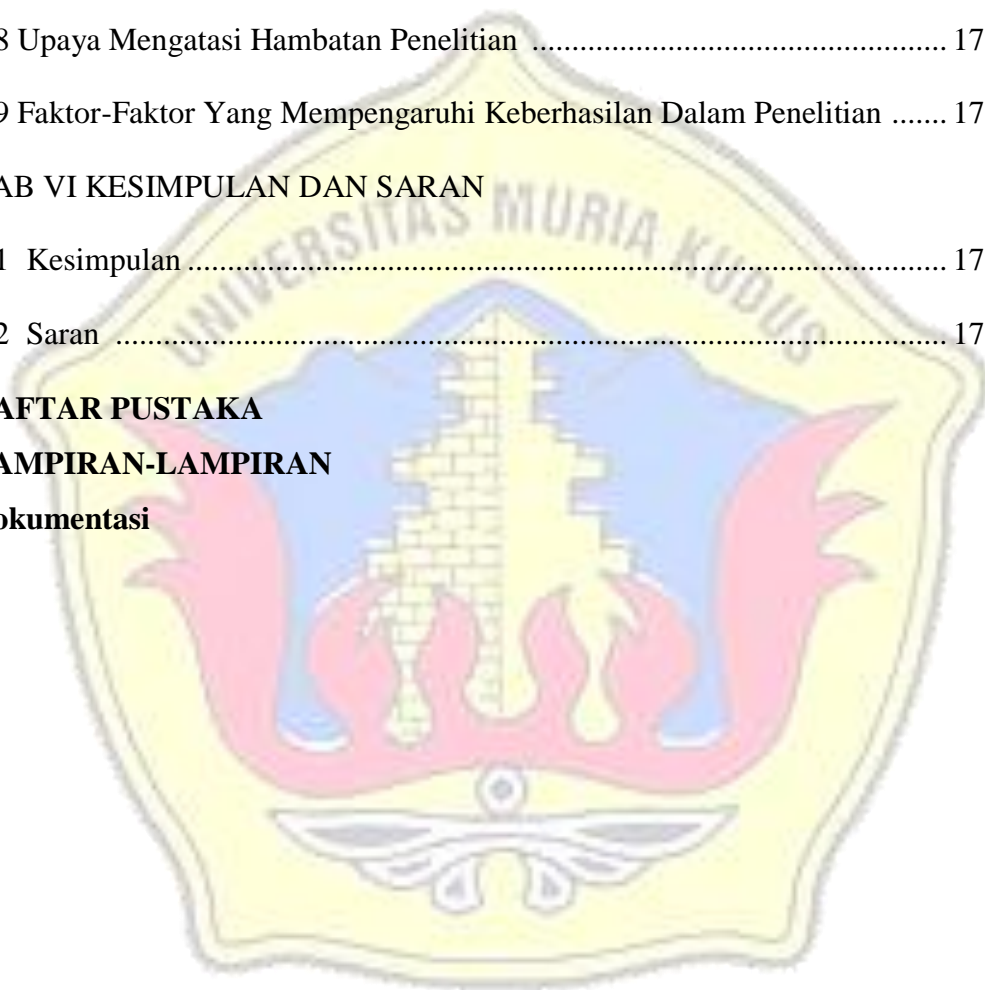 8 Upaya Mengatasi Hambatan Penelitian ................................................... 17
9 Faktor-Faktor Yang Mempengaruhi Keberhasilan Dalam Penelitian ....... 17
AB VI KESIMPULAN DAN SARAN
UNIVERSITAS MURIA KUDUS
1 Kesimpulan ............................................................................................. 17
2 Saran ...................................................................................................... 17
AFTAR PUSTAKA
AMPIRAN-LAMPIRAN
okumentasi